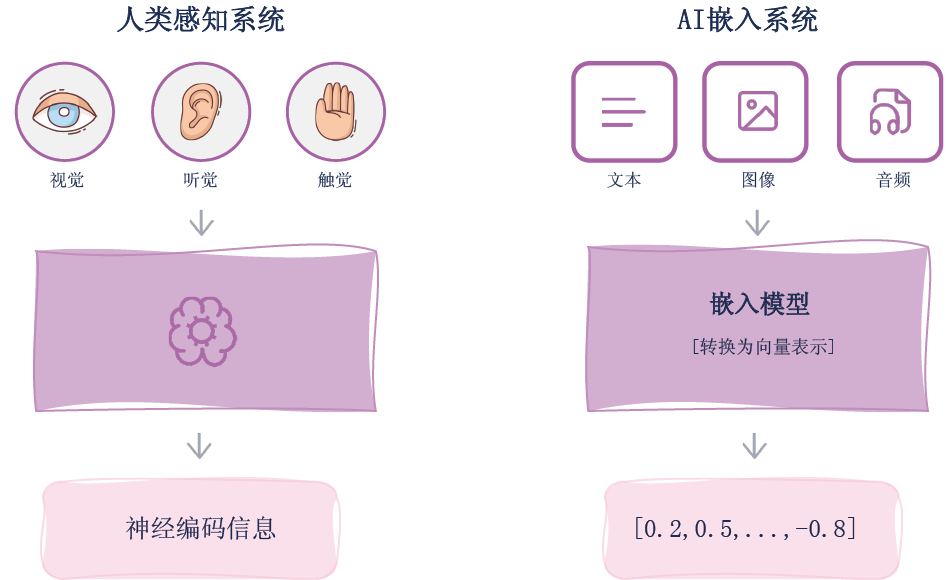 人类感知系统
AI嵌入系统
视觉
听觉
触觉
文本
图像
音频
嵌入模型
[转换为向量表示]
神经编码信息
[0.2,0.5,...,-0.8]